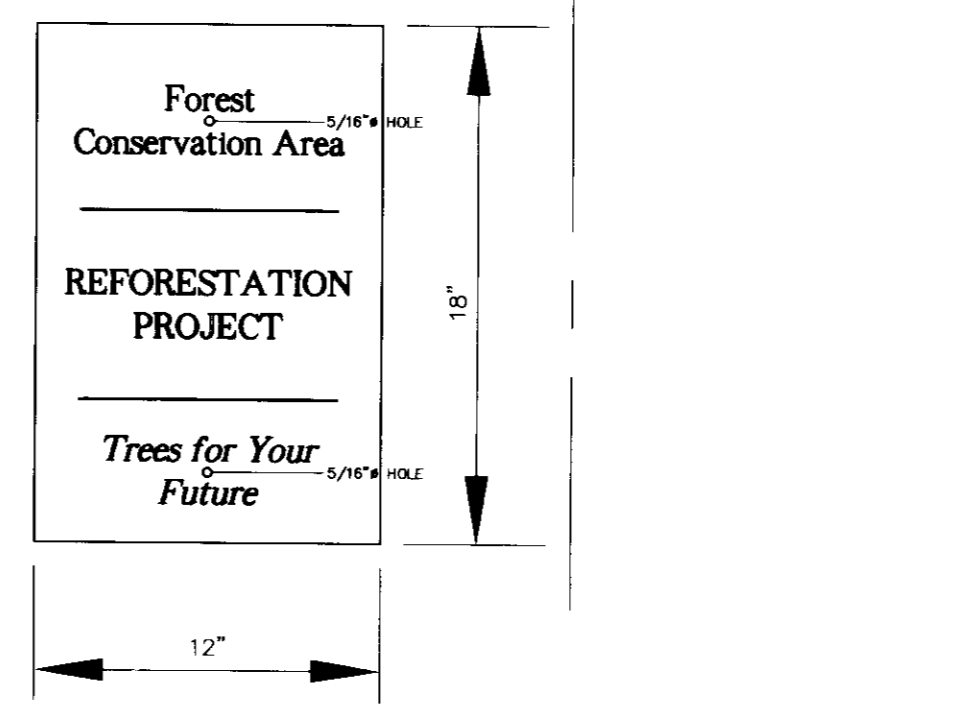 Forest
5/16"ø HOLE
Conservation Area
REFORESTATION
PROJECT
18"
Trees for Your
5/16"ø HOLE
Future
12"